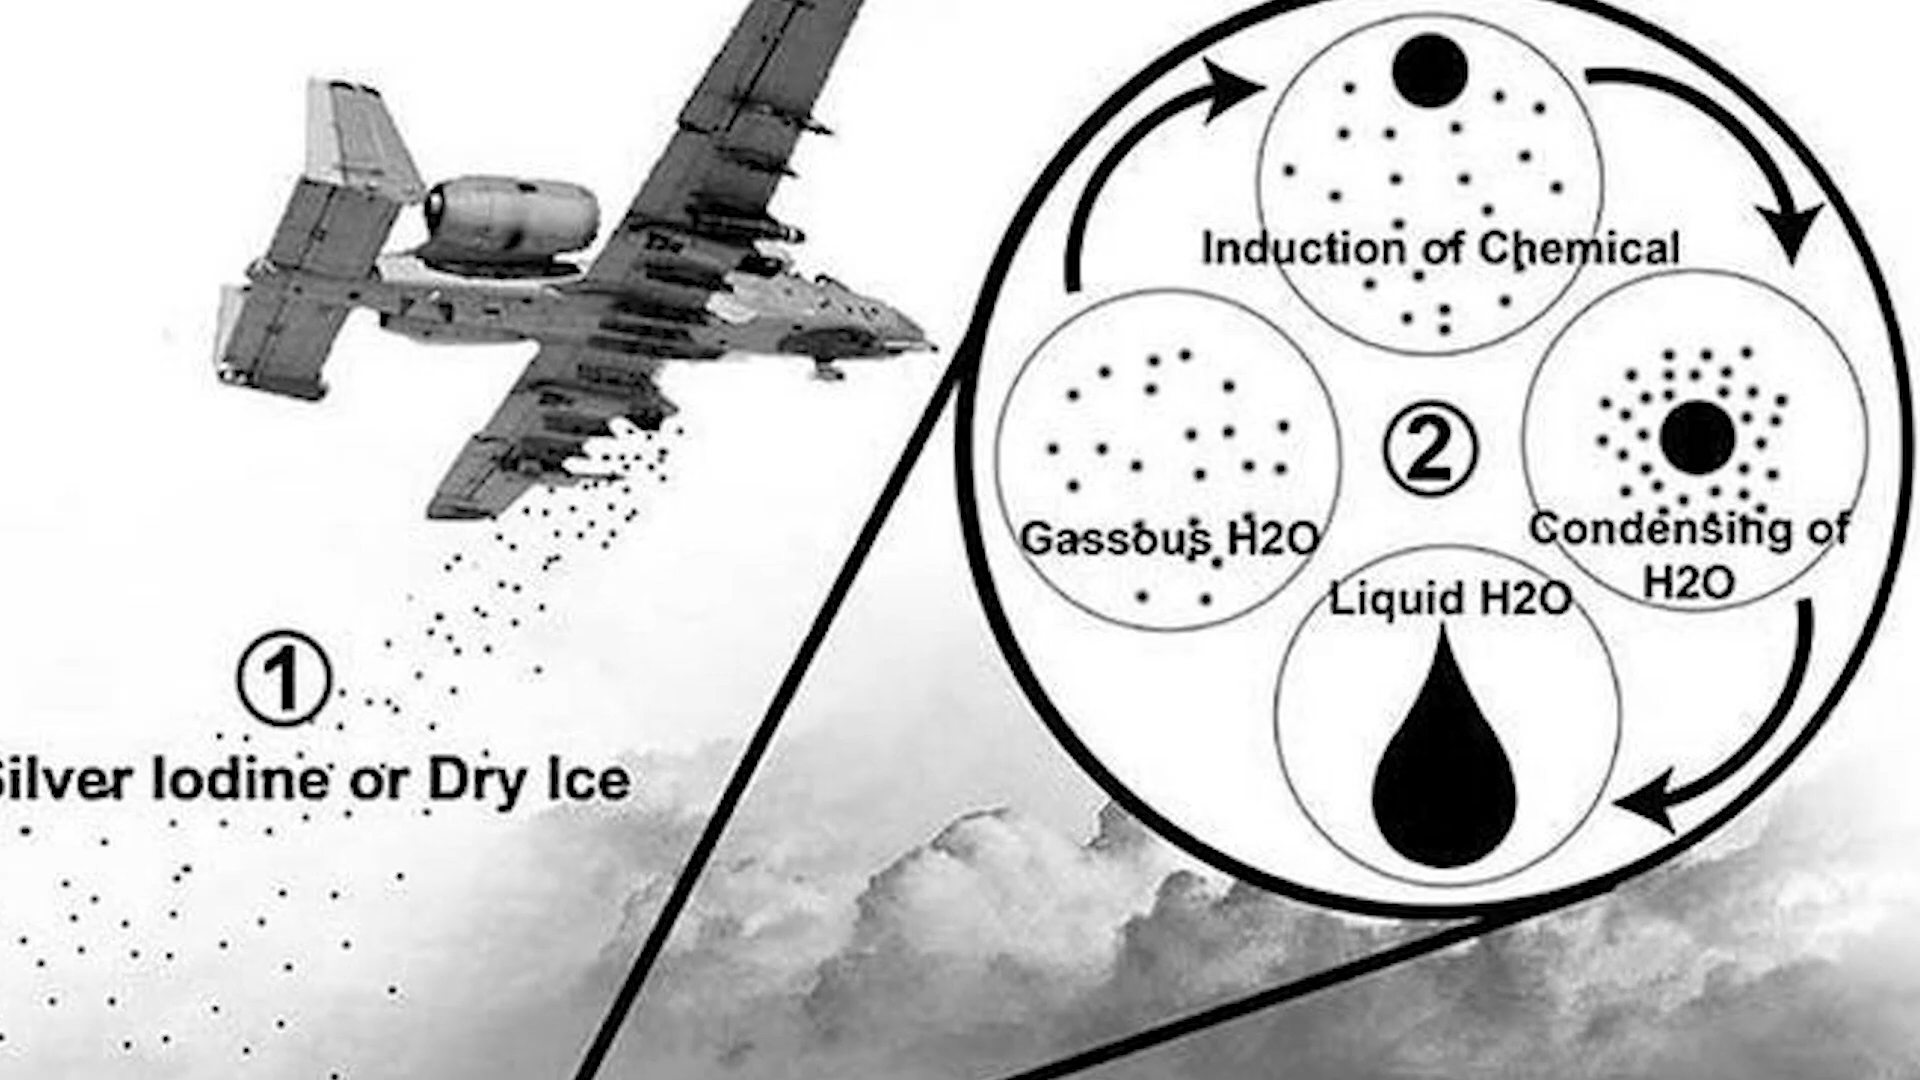 Induction of Chemical
②
Gassous H2O
Condensing of
H2O
Liquid H2O
①
Silver Iodine or Dry Ice